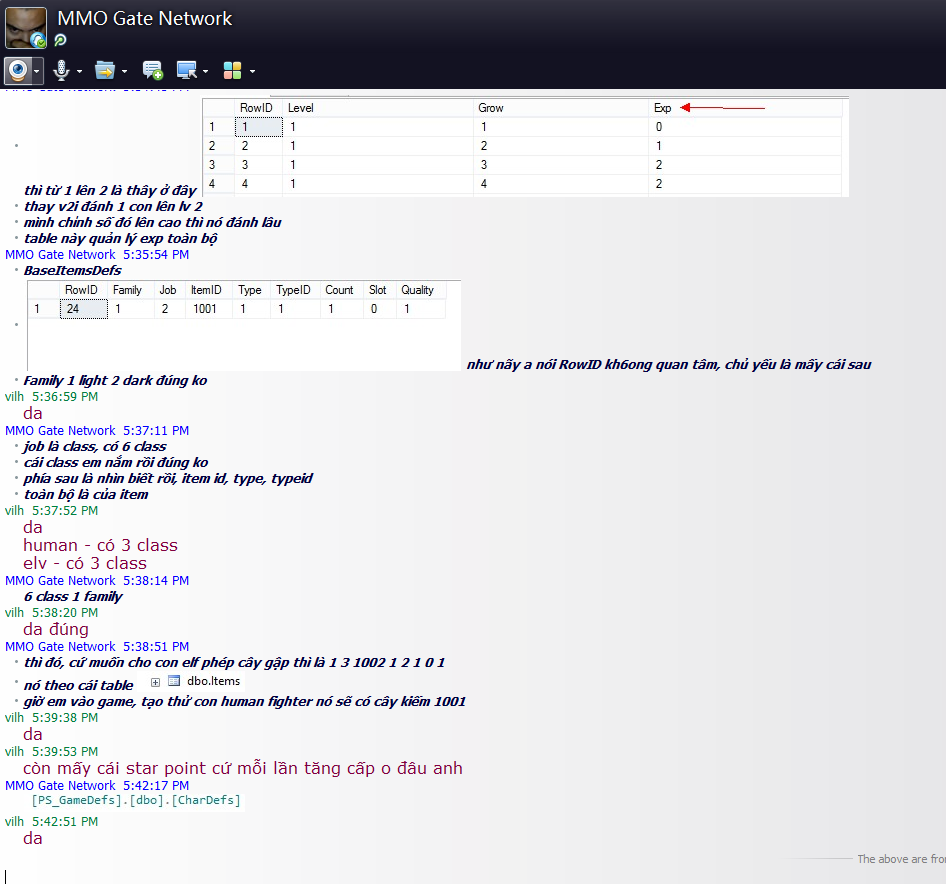 MMO Gate Network
RowID Level Grow Exp
1 1 1 1 0
2 2 1 2 1
3 3 1 3 2
4 4 1 4 2
thì từ 1 lên 2 là thây ở đây
thay v2i đánh 1 con lên lv 2
mình chỉnh số đó lên cao thì nó đánh lâu
table này quản lý exp toàn bộ
MMO Gate Network 5:35:54 PM
BaseItemsDefs
RowID Family Job ItemID Type TypeID Count Slot Quality
1 24 1 2 1001 1 1 1 0 1
như nãy a nói RowID kh6ong quan tâm, chủ yếu là mấy cái sau
Family 1 light 2 dark đúng ko
vilh 5:36:59 PM
da
MMO Gate Network 5:37:11 PM
job là class, có 6 class
cái class em nắm rồi đúng ko
phía sau là nhìn biết rồi, item id, type, typeid
toàn bộ là của item
vilh 5:37:52 PM
da
human - có 3 class
elv - có 3 class
MMO Gate Network 5:38:14 PM
6 class 1 family
vilh 5:38:20 PM
da đúng
MMO Gate Network 5:38:51 PM
thì đó, cứ muốn cho con elf phép cây gập thì là 1 3 1002 1 2 1 0 1
nó theo cái table dbo.Items
giờ em vào game, tạo thử con human fighter nó sẽ có cây kiếm 1001
vilh 5:39:38 PM
da
vilh 5:39:53 PM
còn mấy cái star point cứ mỗi lần tăng cấp o đâu anh
MMO Gate Network 5:42:17 PM
[PS_GameDefs].[dbo].[CharDefs]
vilh 5:42:51 PM
da
The above are fro